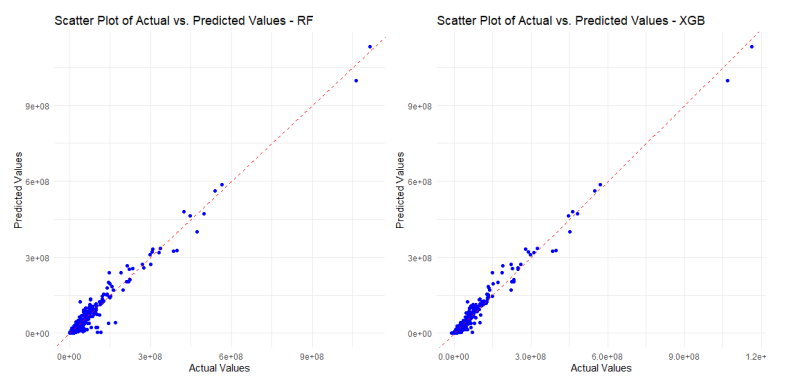 Scatter Plot of Actual vs. Predicted Values - RF
Predicted Values
9e+08
6e+08
3e+08
0e+00
0e+00 3e+08 6e+08 9e+08
Actual Values
Scatter Plot of Actual vs. Predicted Values - XGB
Predicted Values
9e+08
6e+08
3e+08
0e+00
0.0e+00 3.0e+08 6.0e+08 9.0e+08 1.2e+
Actual Values